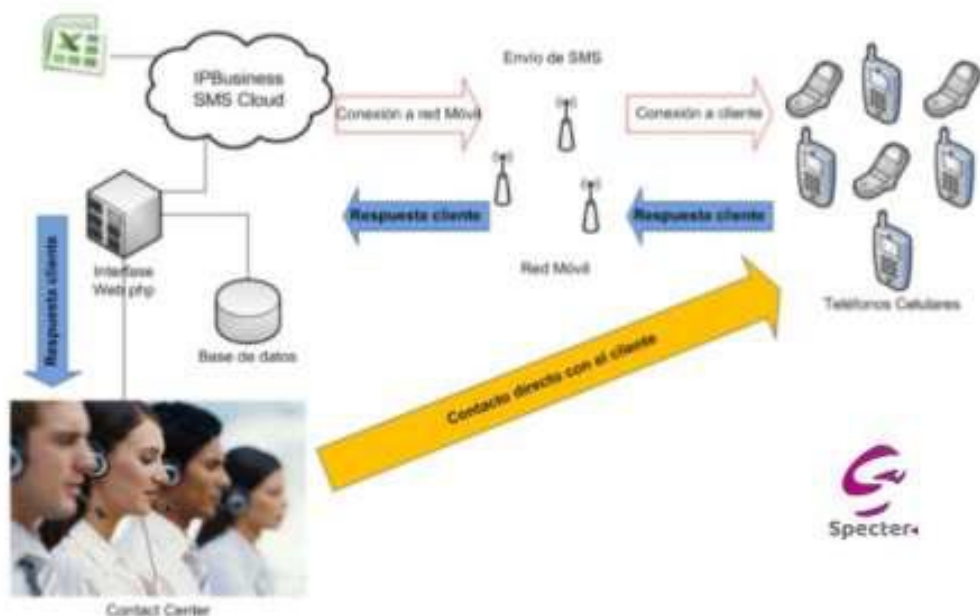 IPBusiness
SMS Cloud
Envío de SMS
Conexión a red Móvil
Conexión a cliente
Respuesta cliente
Respuesta cliente
Respuesta cliente
Interfase
Web php
Red Móvil
Teléfonos Celulares
Base de datos
Contacto directo con el cliente
Specter
Contact Center